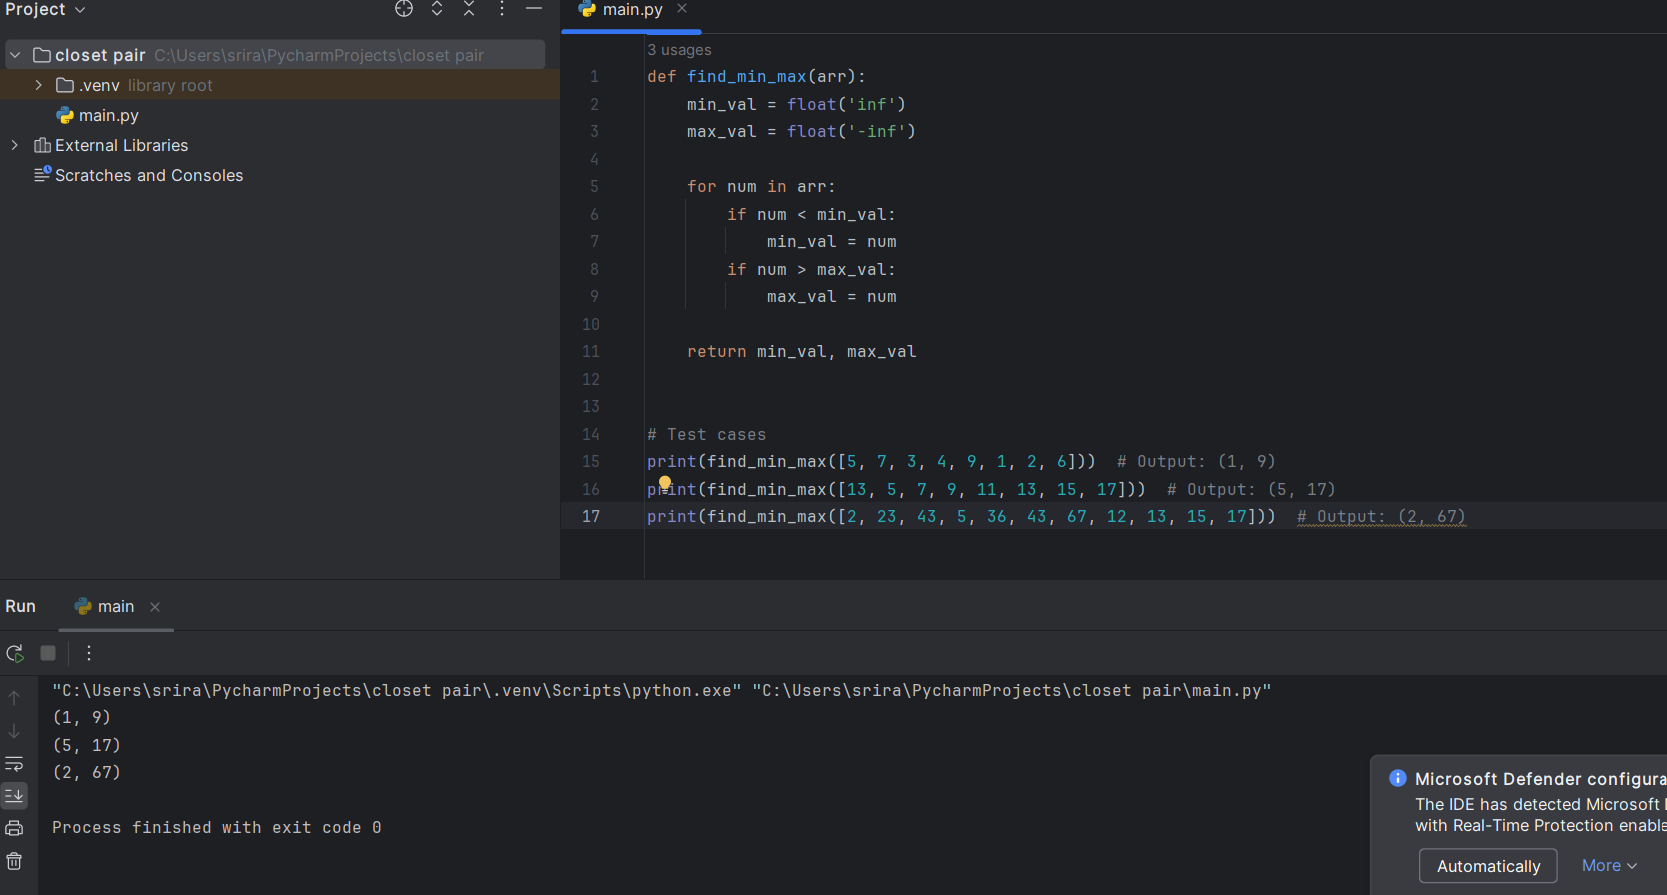 Project
main.py
closet pair C:\Users\srira\PycharmProjects\closet pair
.venv library root
main.py
External Libraries
Scratches and Consoles
3 usages
1 def find_min_max(arr):
2     min_val = float('inf')
3     max_val = float('-inf')
4
5     for num in arr:
6         if num < min_val:
7             min_val = num
8         if num > max_val:
9             max_val = num
10
11     return min_val, max_val
12
13
14 # Test cases
15 print(find_min_max([5, 7, 3, 4, 9, 1, 2, 6]))  # Output: (1, 9)
16 print(find_min_max([13, 5, 7, 9, 11, 13, 15, 17]))  # Output: (5, 17)
17 print(find_min_max([2, 23, 43, 5, 36, 43, 67, 12, 13, 15, 17]))  # Output: (2, 67)
Run main
"C:\Users\srira\PycharmProjects\closet pair\.venv\Scripts\python.exe" "C:\Users\srira\PycharmProjects\closet pair\main.py"
(1, 9)
(5, 17)
(2, 67)
Process finished with exit code 0
Microsoft Defender configura
The IDE has detected Microsoft
with Real-Time Protection enable
Automatically More